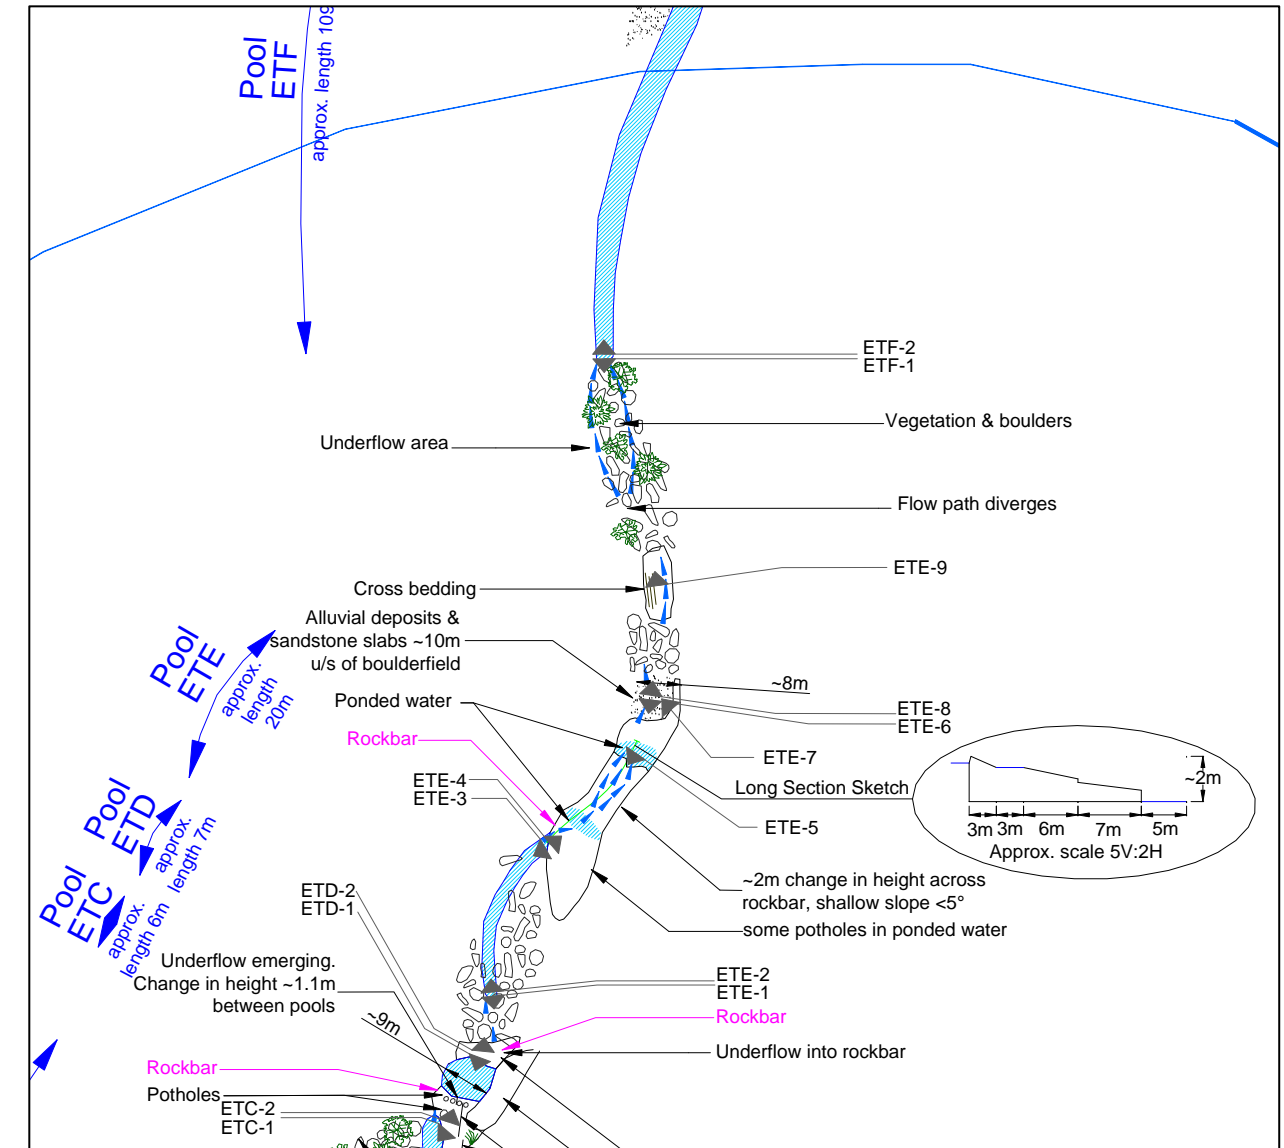 Pool
ETF
approx. length 109
ETF-2
ETF-1
Vegetation & boulders
Underflow area
Flow path diverges
ETE-9
Cross bedding
Alluvial deposits &
sandstone slabs ~10m
u/s of boulderfield
Pool
ETE
approx.
length
20m
~8m
Ponded water
ETE-8
ETE-6
Rockbar
ETE-7
ETE-4
ETE-3
Long Section Sketch
~2m
3m
3m
6m
7m
5m
Approx. scale 5V:2H
ETE-5
Pool
ETD
approx.
length 7m
Pool
ETC
approx.
length 6m
~2m change in height across
rockbar, shallow slope <5°
some potholes in ponded water
ETD-2
ETD-1
Underflow emerging.
Change in height ~1.1m
between pools
ETE-2
ETE-1
Rockbar
~9m
Underflow into rockbar
Rockbar
Potholes
ETC-2
ETC-1